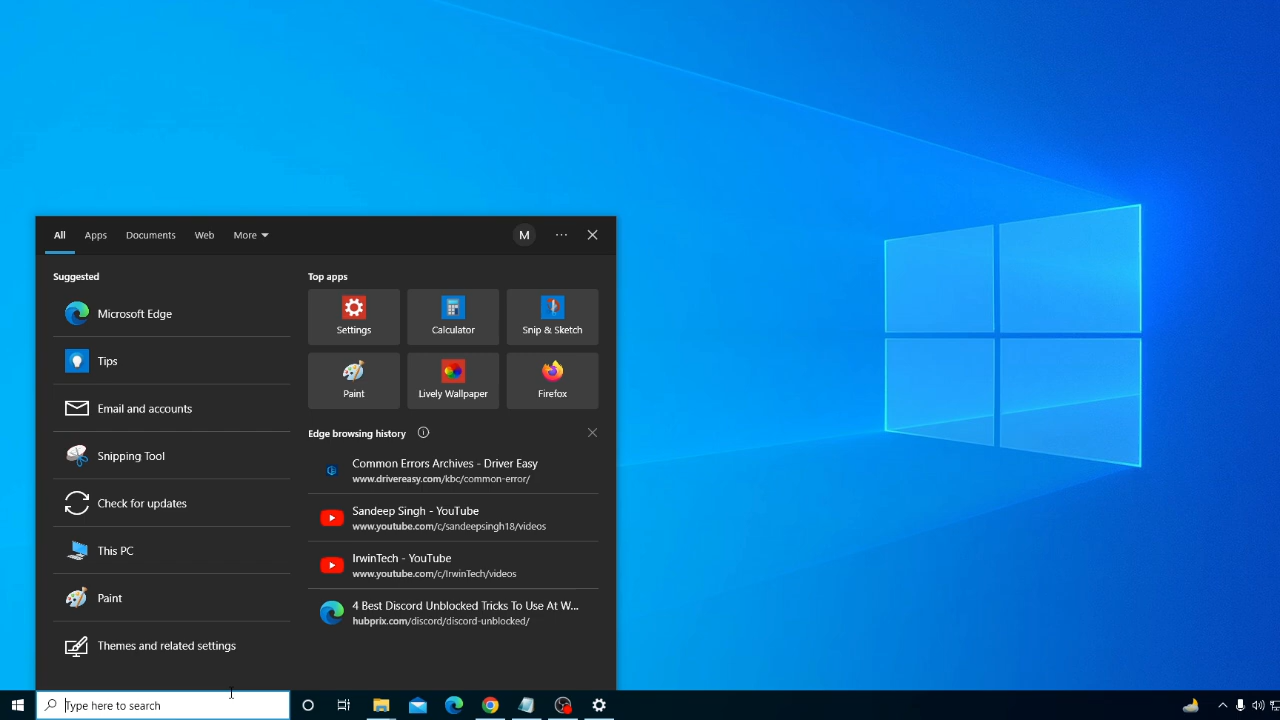 All Apps Documents Web More M
Suggested
Microsoft Edge
Tips
Email and accounts
Snipping Tool
Check for updates
This PC
Paint
Themes and related settings
Top apps
Settings Calculator Snip & Sketch
Paint Lively Wallpaper Firefox
Edge browsing history
Common Errors Archives - Driver Easy
www.drivereasy.com/kbc/common-error/
Sandeep Singh - YouTube
www.youtube.com/c/sandeepsingh18/videos
IrwinTech - YouTube
www.youtube.com/c/IrwinTech/videos
4 Best Discord Unblocked Tricks To Use At W...
hubprix.com/discord/discord-unblocked/
Type here to search